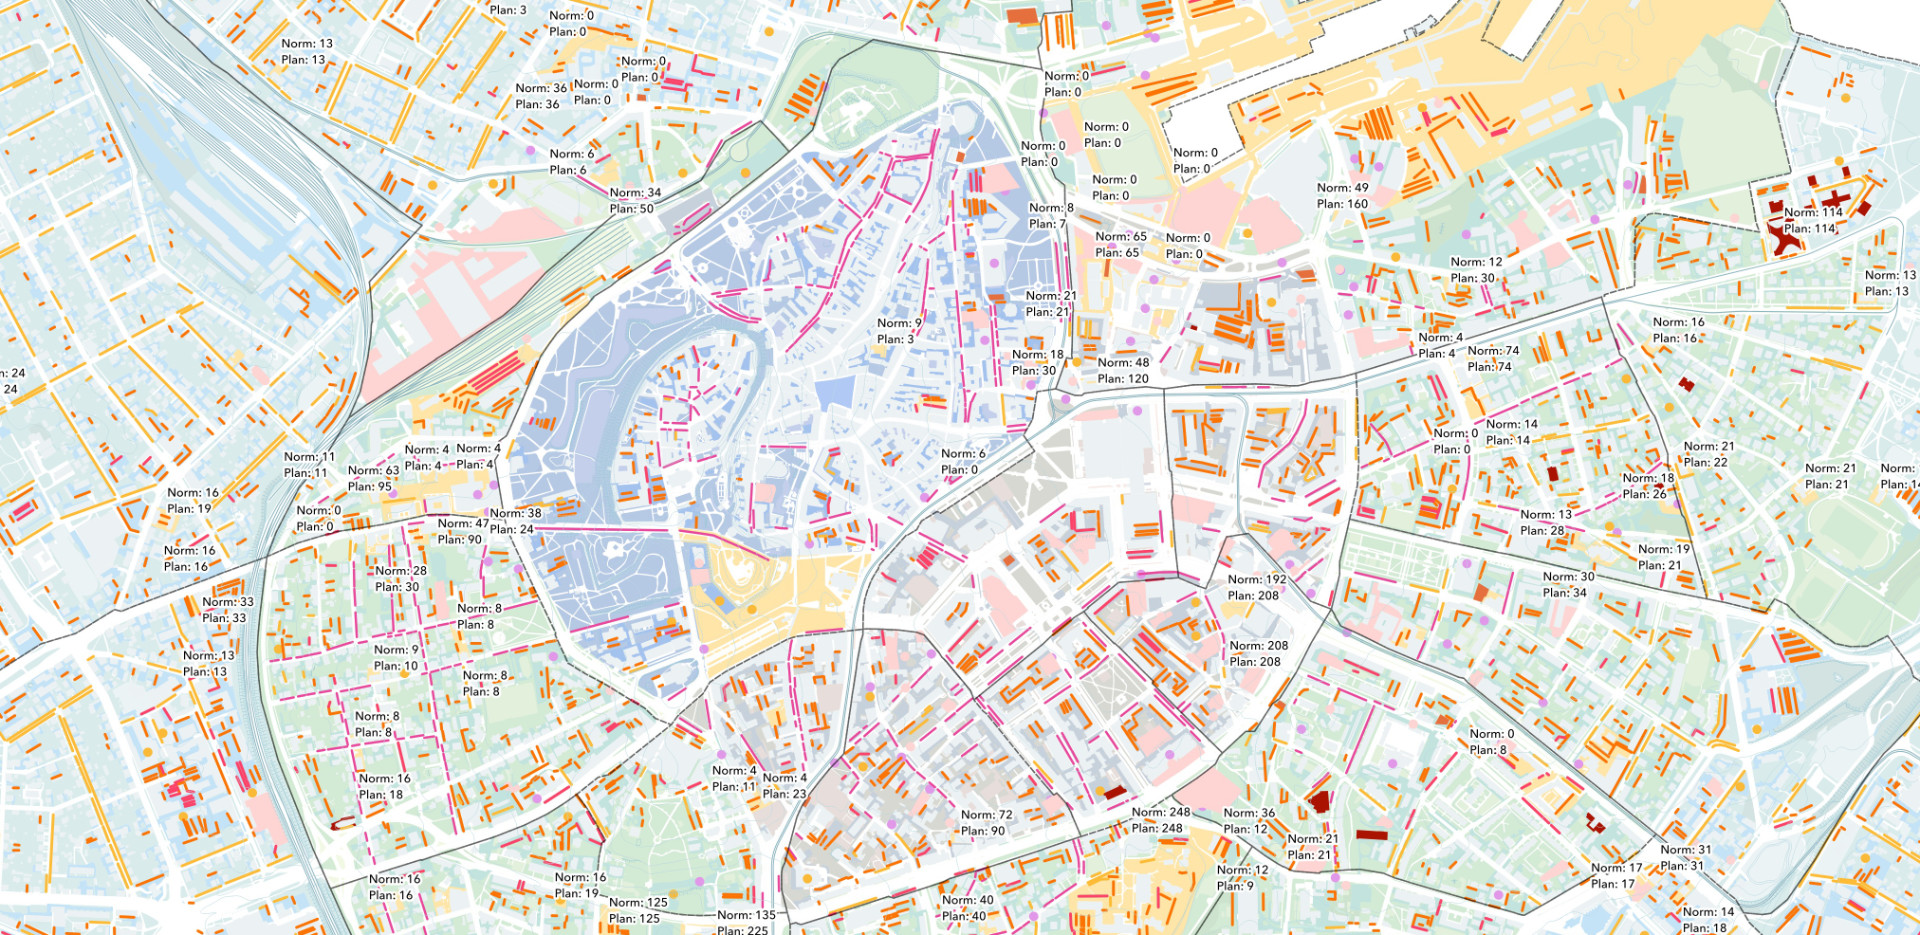 Plan: 3
Norm: 0
Plan: 0
Norm: 13
Plan: 13
Norm: 0
Plan: 0
Norm: 36
Plan: 36
Norm: 0
Plan: 0
Norm: 0
Plan: 0
Norm: 0
Plan: 0
Norm: 0
Plan: 0
Norm: 6
Plan: 6
Norm: 0
Plan: 0
Norm: 34
Plan: 50
Norm: 0
Plan: 0
Norm: 49
Plan: 160
Norm: 8
Plan: 7
Norm: 114
Plan: 114
Norm: 65
Plan: 65
Norm: 0
Plan: 0
Norm: 12
Plan: 30
Norm: 13
Plan: 13
Norm: 21
Plan: 21
Norm: 9
Plan: 3
Norm: 16
Plan: 16
Norm: 4
Plan: 4
Norm: 74
Plan: 74
Norm: 18
Plan: 30
Norm: 48
Plan: 120
: 24
24
Norm: 14
Plan: 14
Norm: 0
Plan: 0
Norm: 11
Plan: 11
Norm: 4
Plan: 4
Norm: 4
Plan: 4
Norm: 6
Plan: 0
Norm: 21
Plan: 22
Norm: 63
Plan: 95
Norm: 21
Plan: 21
Norm:
Plan: 1
Norm: 18
Plan: 26
Norm: 16
Plan: 19
Norm: 0
Plan: 0
Norm: 38
Plan: 24
Norm: 47
Plan: 90
Norm: 13
Plan: 28
Norm: 16
Plan: 16
Norm: 19
Plan: 21
Norm: 28
Plan: 30
Norm: 192
Plan: 208
Norm: 30
Plan: 34
Norm: 33
Plan: 33
Norm: 8
Plan: 8
Norm: 9
Plan: 10
Norm: 208
Plan: 208
Norm: 13
Plan: 13
Norm: 8
Plan: 8
Norm: 8
Plan: 8
Norm: 0
Plan: 8
Norm: 4
Plan: 11
Norm: 4
Plan: 23
Norm: 16
Plan: 18
Norm: 72
Plan: 90
Norm: 248
Plan: 248
Norm: 36
Plan: 12
Norm: 21
Plan: 21
Norm: 31
Plan: 31
Norm: 16
Plan: 16
Norm: 16
Plan: 19
Norm: 12
Plan: 9
Norm: 17
Plan: 17
Norm: 125
Plan: 125
Norm: 40
Plan: 40
Norm: 135
Plan: 225
Norm: 14
Plan: 18